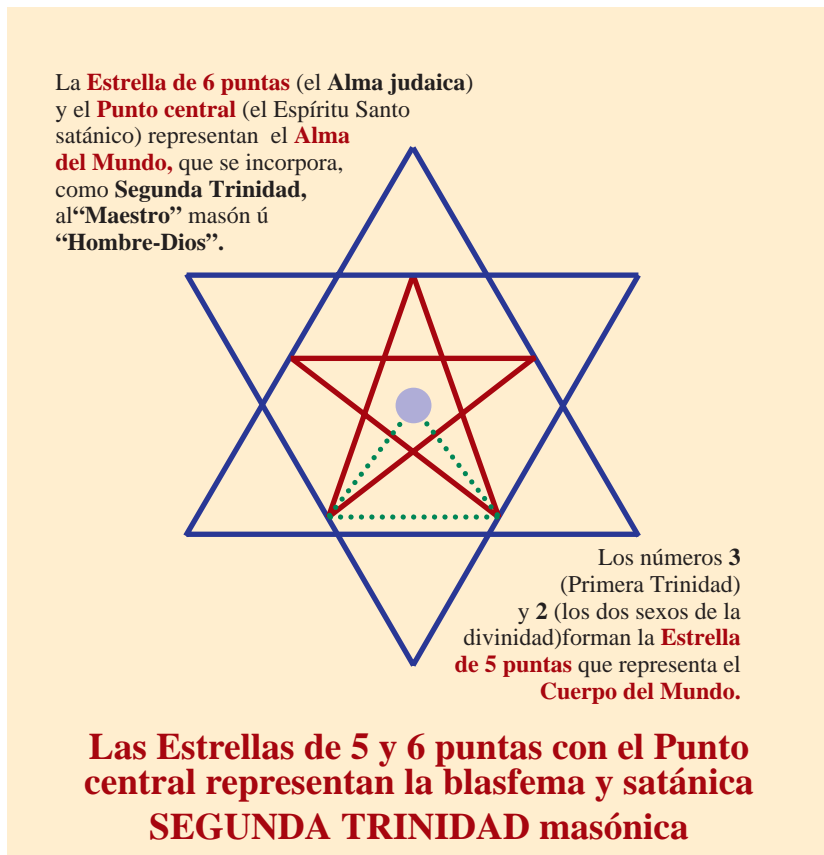 La Estrella de 6 puntas (el Alma judaica)
y el Punto central (el Espíritu Santo
satánico) representan el Alma
del Mundo, que se incorpora,
como Segunda Trinidad,
al“Maestro” masón ú
“Hombre-Dios”.
Los números 3
(Primera Trinidad)
y 2 (los dos sexos de la
divinidad)forman la Estrella
de 5 puntas que representa el
Cuerpo del Mundo.
Las Estrellas de 5 y 6 puntas con el Punto
central representan la blasfema y satánica
SEGUNDA TRINIDAD masónica